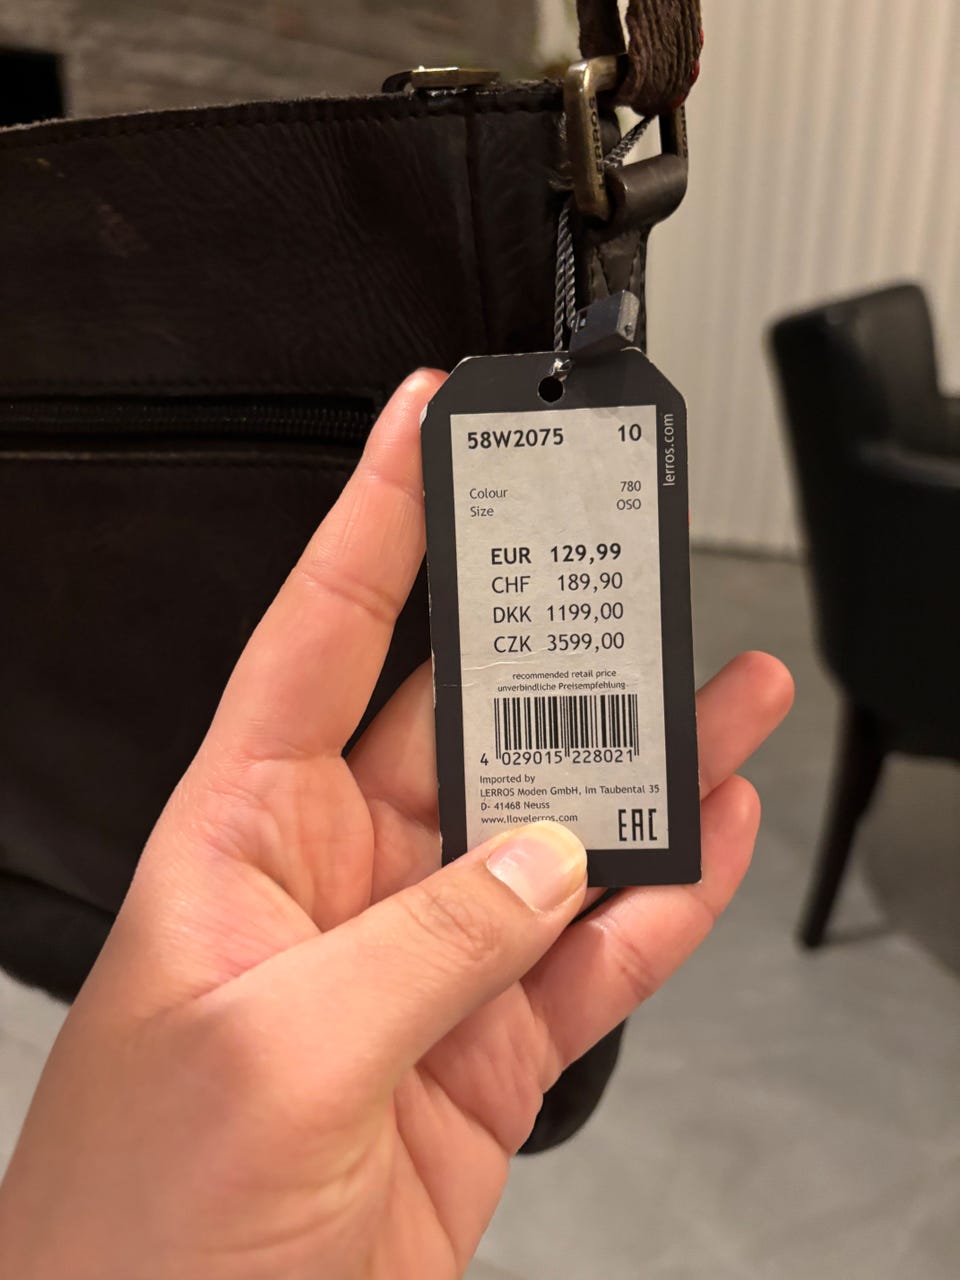 LERROS
58W2075 10
lerros.com
Colour 780
Size OSO
EUR 129,99
CHF 189,90
DKK 1199,00
CZK 3599,00
recommended retail price
unverbindliche Preisempfehlung
4 029015 228021
Imported by
LERROS Moden GmbH, Im Taubental 35
D- 41468 Neuss
www.Ilovelerros.com
EAC